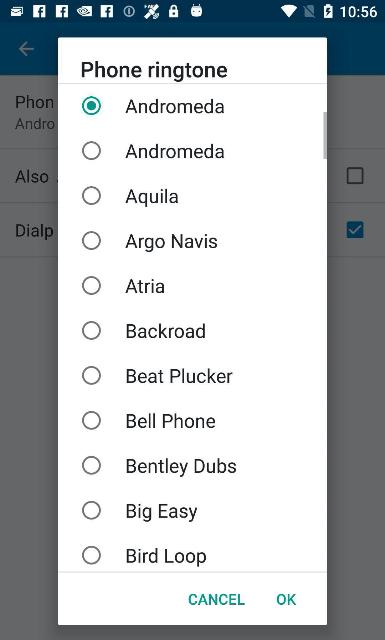 10:56
Phone ringtone
Phon
Andro
Also
Dialp
Andromeda
Andromeda
Aquila
Argo Navis
Atria
Backroad
Beat Plucker
Bell Phone
Bentley Dubs
Big Easy
Bird Loop
CANCEL OK